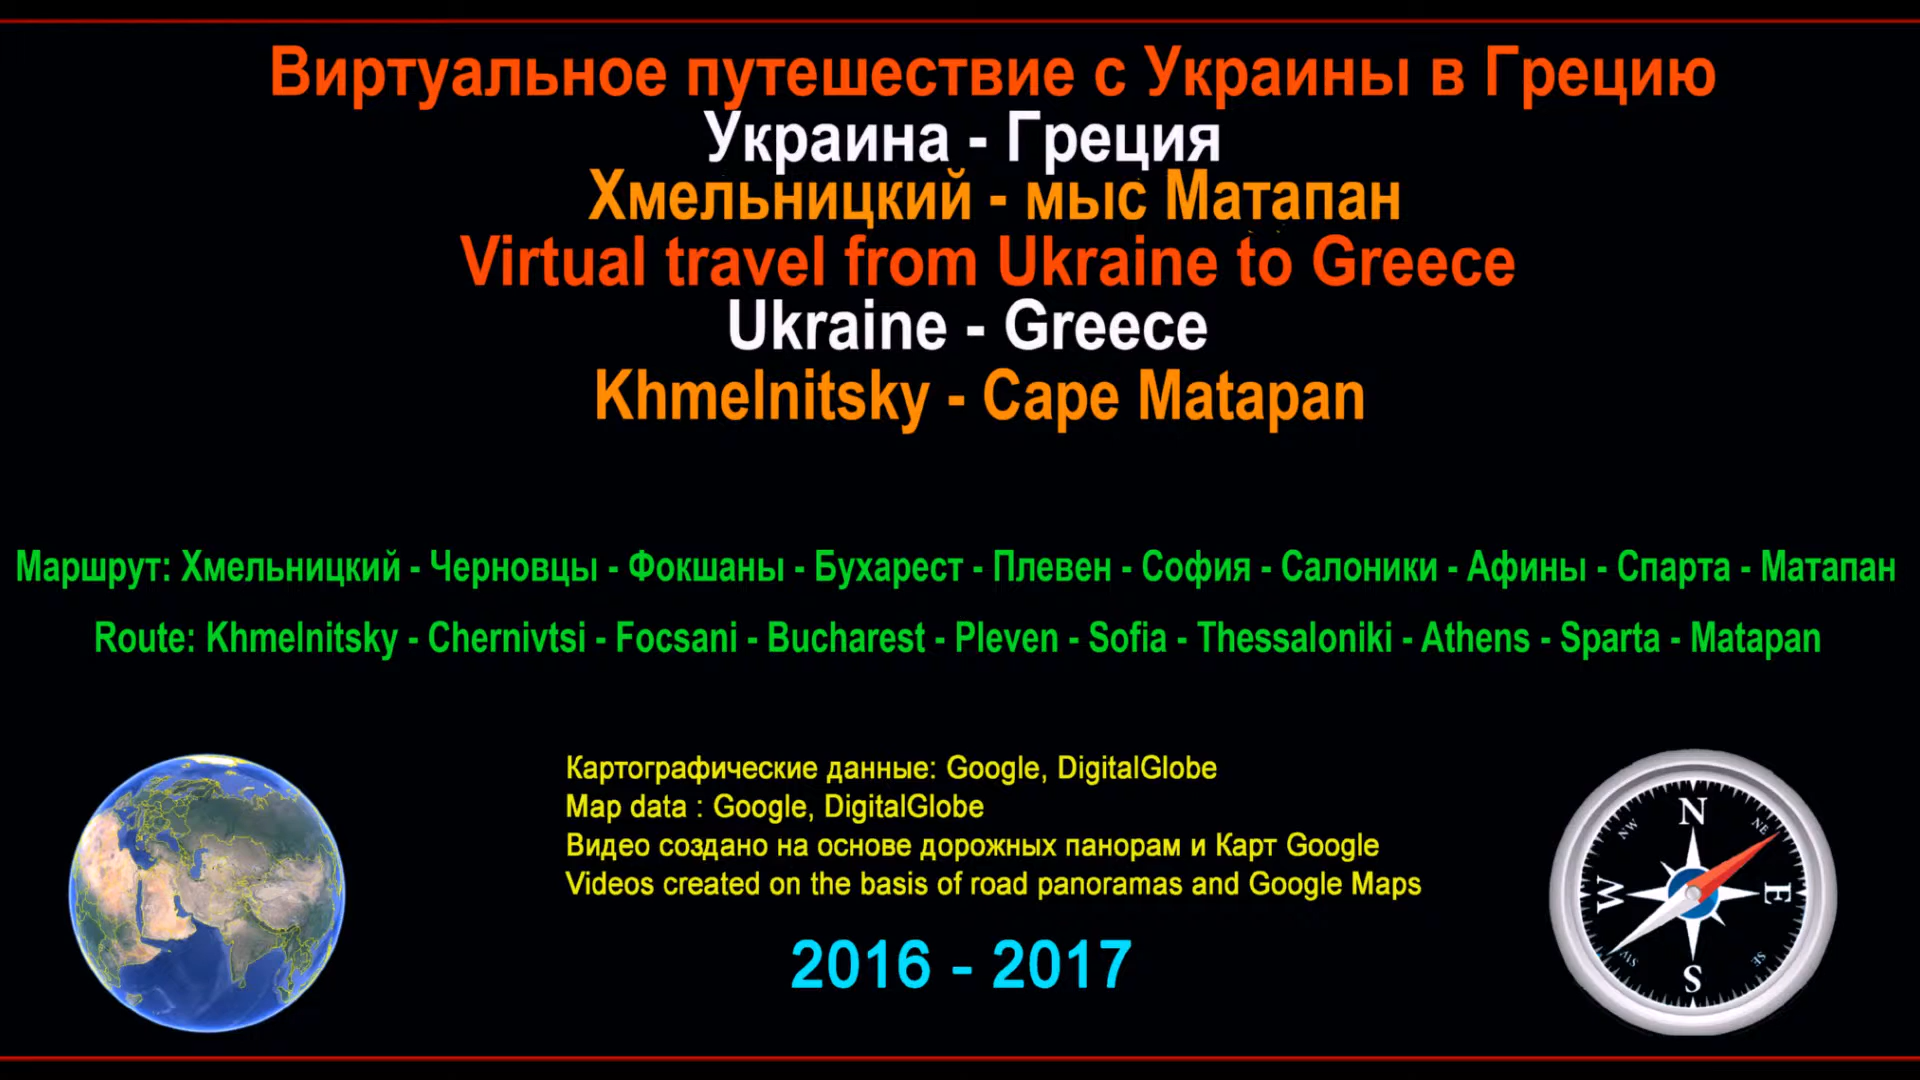 Виртуальное путешествие с Украины в Грецию
Украина - Греция
Хмельницкий - мыс Матапан
Virtual travel from Ukraine to Greece
Ukraine - Greece
Khmelnitsky - Cape Matapan
Маршрут: Хмельницкий - Черновцы - Фокшаны - Бухарест - Плевен - София - Салоники - Афины - Спарта - Матапан
Route: Khmelnitsky - Chernivtsi - Focsani - Bucharest - Pleven - Sofia - Thessaloniki - Athens - Sparta - Matapan
Картографические данные: Google, DigitalGlobe
Map data : Google, DigitalGlobe
Видео создано на основе дорожных панорам и Карт Google
Videos created on the basis of road panoramas and Google Maps
2016 - 2017
N
NW NE
W E
SW SE
S